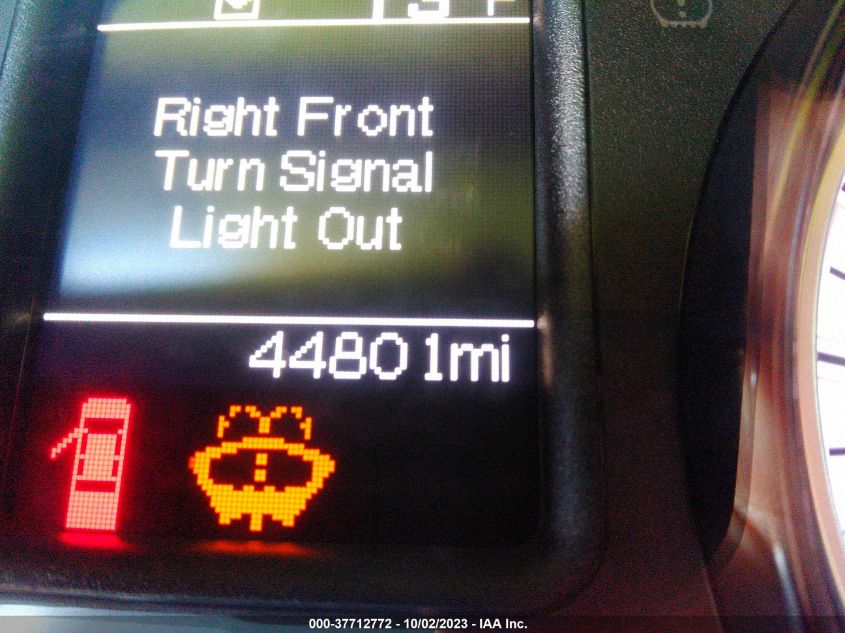 Right Front
Turn Signal
Light Out
44801mi
000-37712772 - 10/02/2023 - IAA Inc.